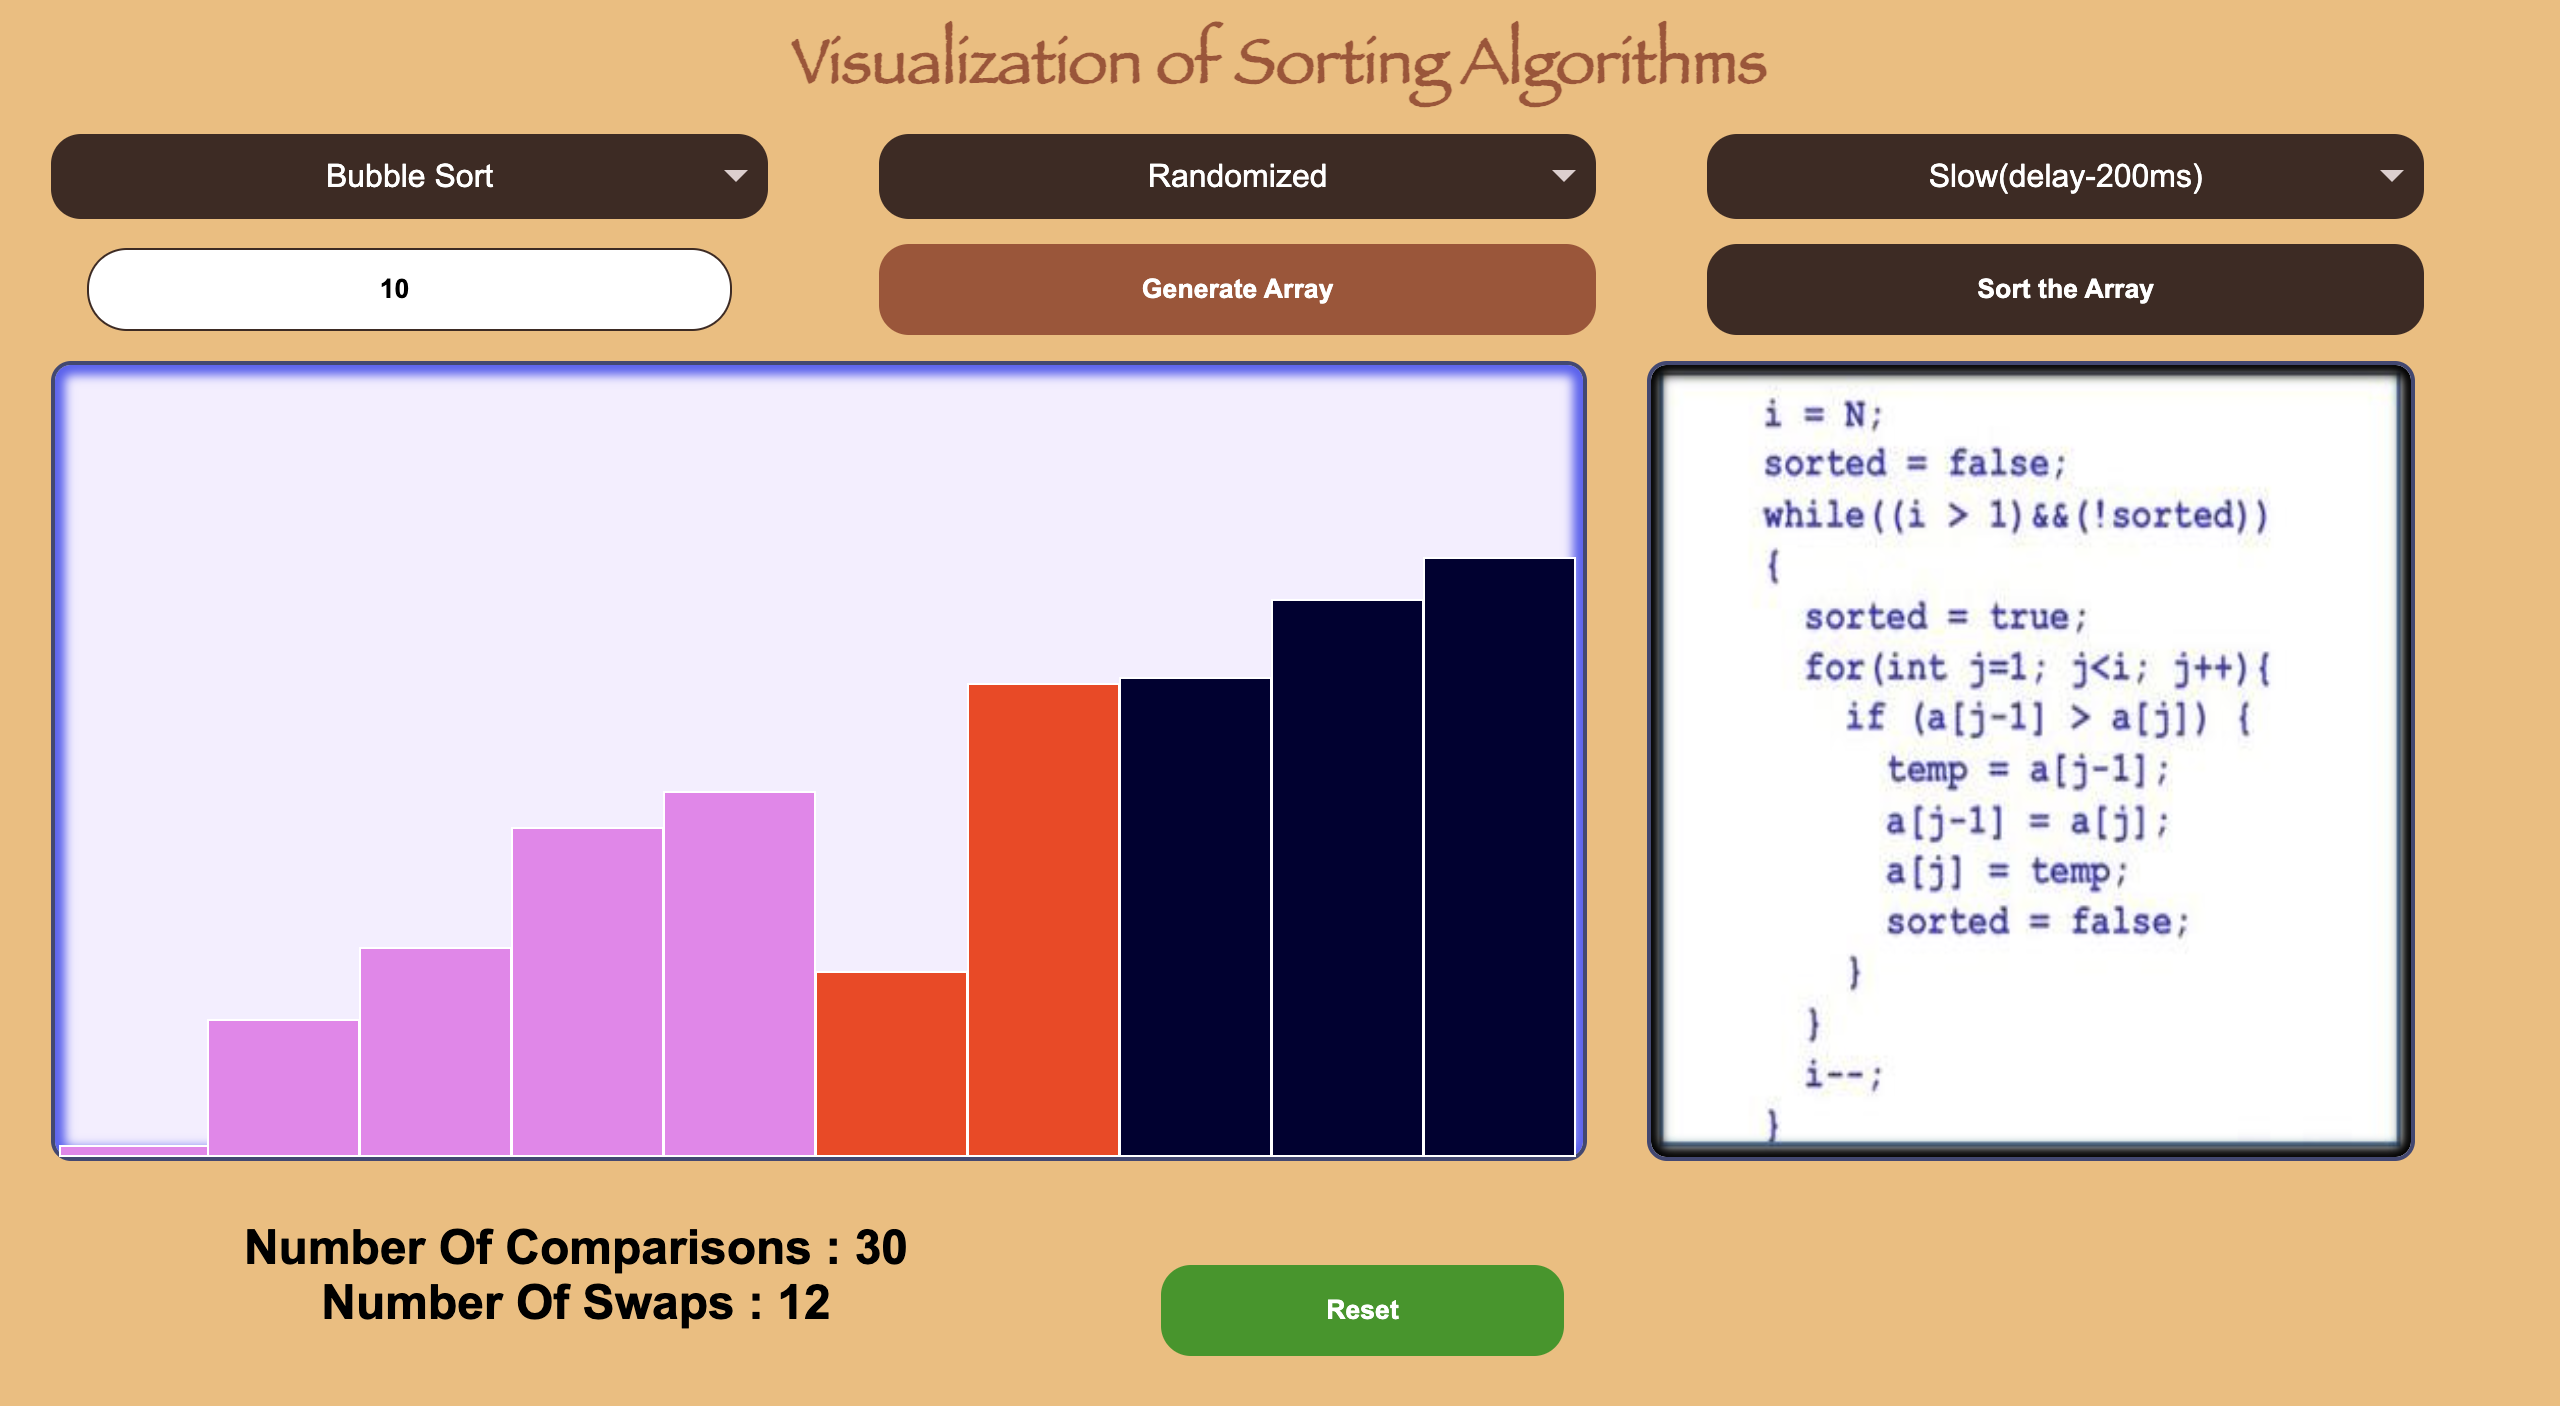 Visualization of Sorting Algorithms
Bubble Sort
Randomized
Slow(delay-200ms)
10
Generate Array
Sort the Array
i = N;
sorted = false;
while((i > 1)&&(!sorted))
{
sorted = true;
for(int j=1; j<i; j++){
if (a[j-1] > a[j]) {
temp = a[j-1];
a[j-1] = a[j];
a[j] = temp;
sorted = false;
}
}
i--;
}
Number Of Comparisons : 30
Number Of Swaps : 12
Reset